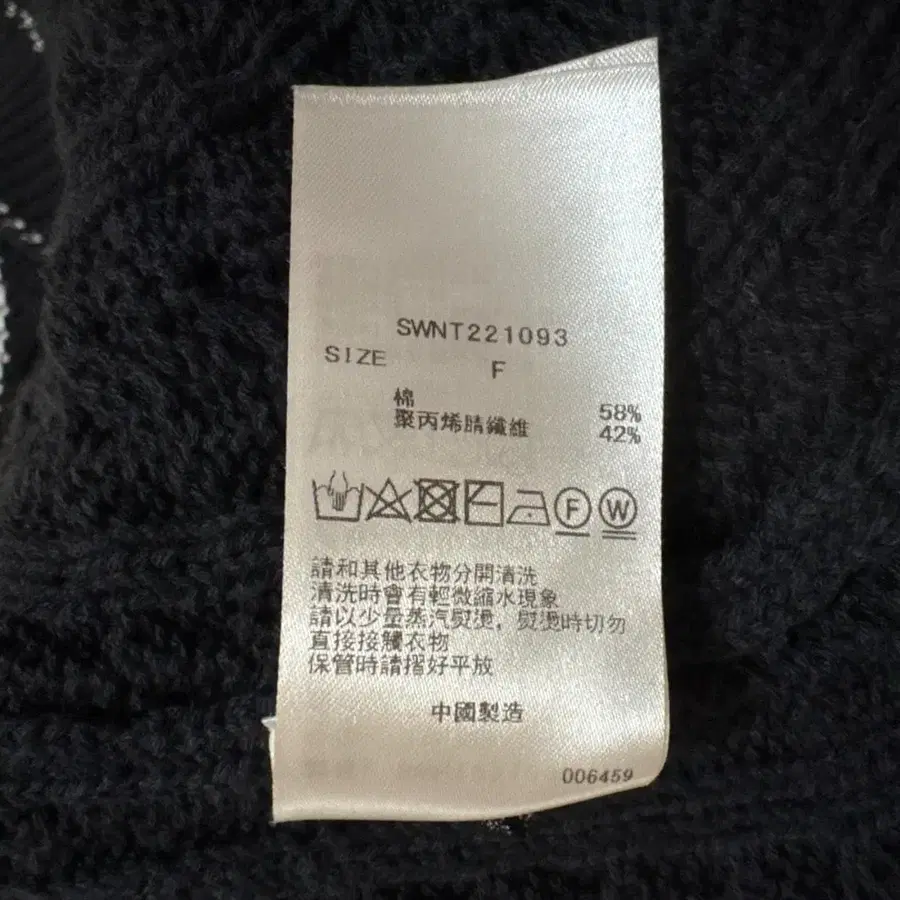 SWNT221093
SIZE F
棉 58%
聚丙烯腈纖維 42%
F W
請和其他衣物分開清洗
清洗時會有輕微縮水現象
請以少量蒸汽熨燙，熨燙時切勿
直接接觸衣物
保管時請摺好平放
中國製造
006459